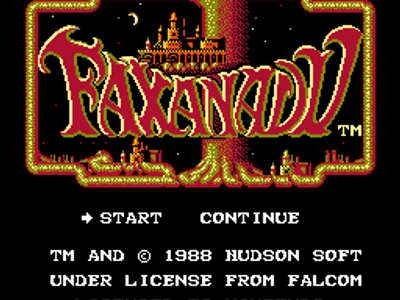 FAXANADU
TM
START CONTINUE
TM AND © 1988 HUDSON SOFT
UNDER LICENSE FROM FALCOM